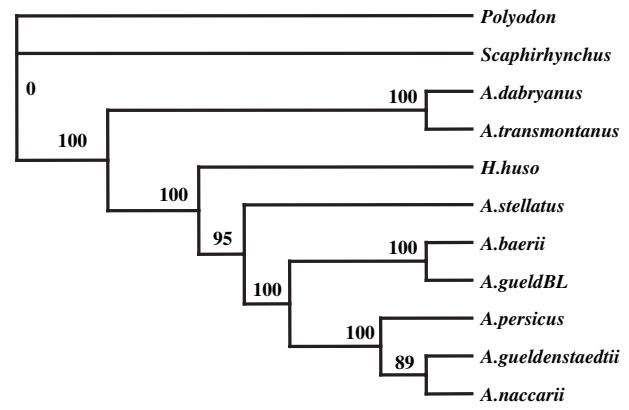 Polyodon
Scaphirhynchus
0
A.dabryanus
100
A.transmontanus
100
H.huso
100
A.stellatus
95
A.baerii
100
A.gueldBL
100
A.persicus
100
A.gueldenstaedtii
89
A.naccarii